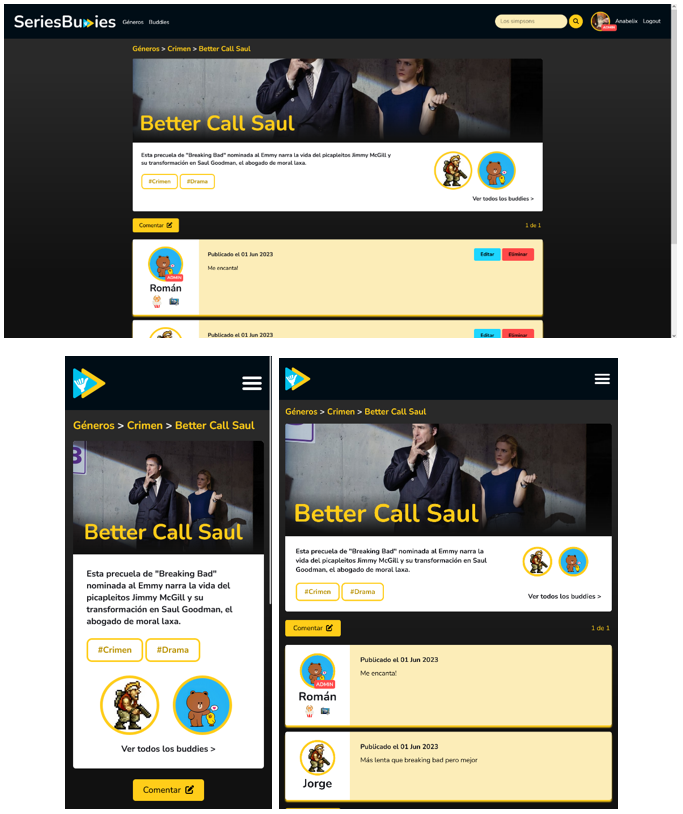 SeriesBuddies Géneros Buddies Los simpsons ADMIN Anabelix Logout
Géneros > Crimen > Better Call Saul
Better Call Saul
Esta precuela de "Breaking Bad" nominada al Emmy narra la vida del picapleitos Jimmy McGill y
su transformación en Saul Goodman, el abogado de moral laxa.
#Crimen #Drama
Ver todos los buddies >
Comentar 1 de 1
Publicado el 01 Jun 2023 Editar Eliminar
Me encanta!
ADMIN
Román
Publicado el 01 Jun 2023 Editar Eliminar
Géneros > Crimen > Better Call Saul
Better Call Saul
Esta precuela de "Breaking Bad"
nominada al Emmy narra la vida del
picapleitos Jimmy McGill y su
transformación en Saul Goodman, el
abogado de moral laxa.
#Crimen #Drama
Ver todos los buddies >
Comentar
Géneros > Crimen > Better Call Saul
Better Call Saul
Esta precuela de "Breaking Bad" nominada al Emmy narra la
vida del picapleitos Jimmy McGill y su transformación en Saul
Goodman, el abogado de moral laxa.
#Crimen #Drama
Ver todos los buddies >
Comentar 1 de 1
Publicado el 01 Jun 2023
Me encanta!
ADMIN
Román
Publicado el 01 Jun 2023
Más lenta que breaking bad pero mejor
Jorge